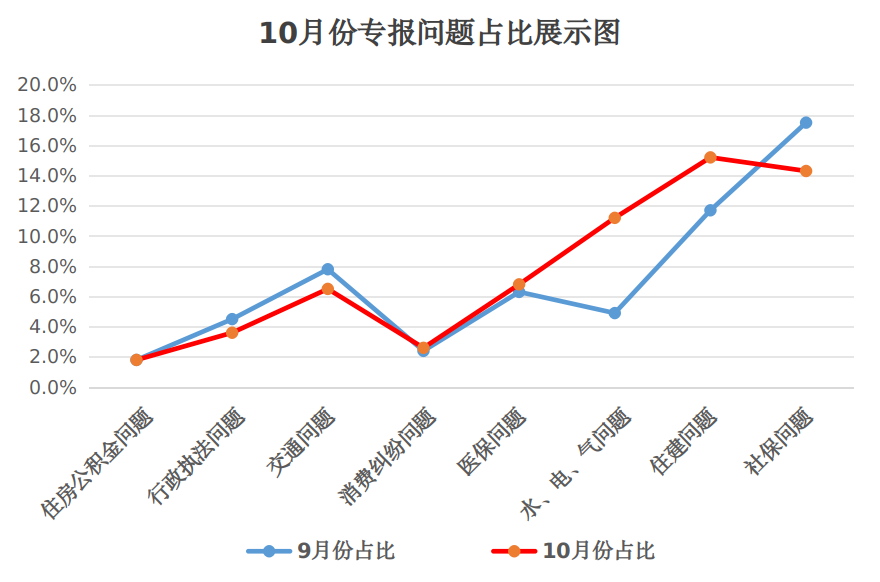 10月份专报问题占比展示图
20.0%
18.0%
16.0%
14.0%
12.0%
10.0%
8.0%
6.0%
4.0%
2.0%
0.0%
住房公积金问题
行政执法问题
交通问题
消费纠纷问题
医保问题
水、电、气问题
住建问题
社保问题
9月份占比
10月份占比